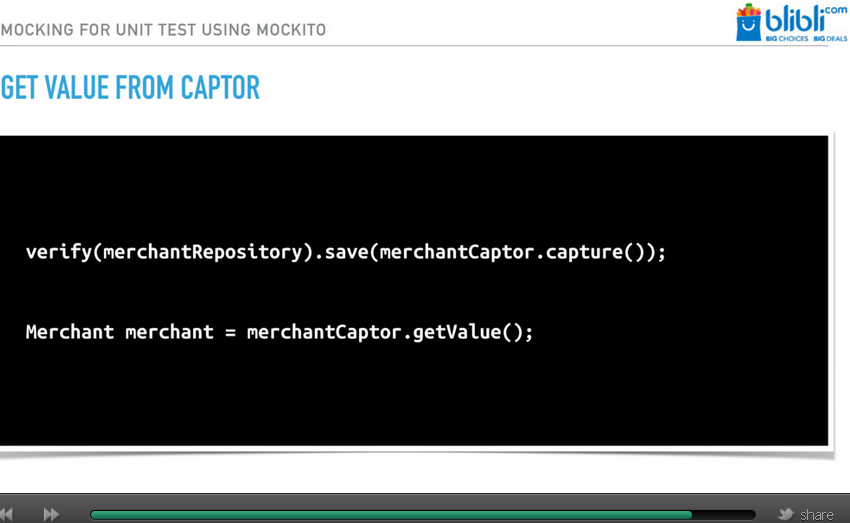 MOCKING FOR UNIT TEST USING MOCKITO
blibli.com
BIG CHOICES BIG DEALS
GET VALUE FROM CAPTOR
verify(merchantRepository).save(merchantCaptor.capture());
Merchant merchant = merchantCaptor.getValue();
share